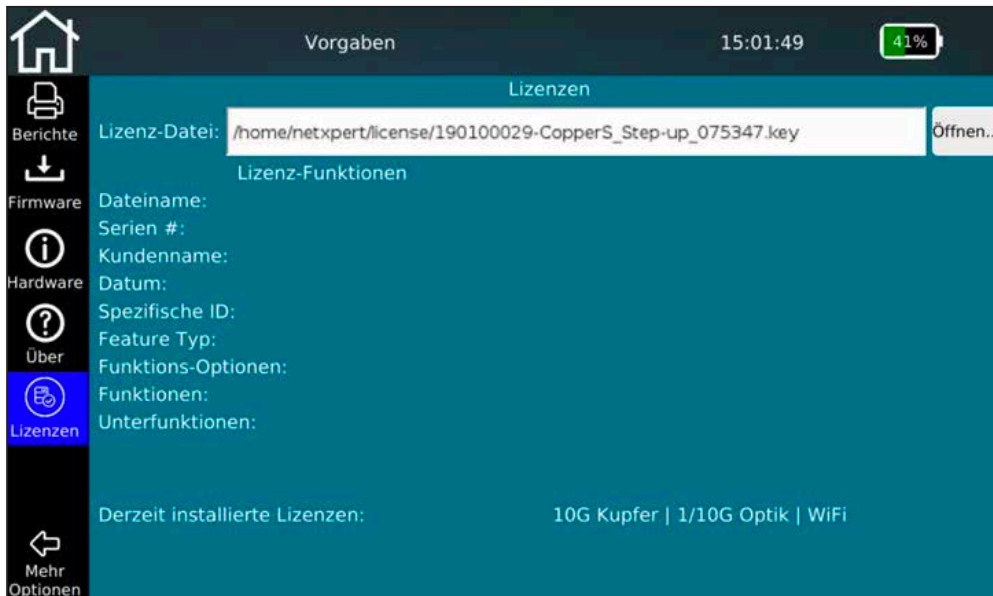 Vorgaben
15:01:49
41%
Lizenzen
Berichte
Lizenz-Datei:
/home/netxpert/license/190100029-CopperS_Step-up_075347.key
Öffnen..
Lizenz-Funktionen
Firmware
Dateiname:
Serien #:
Kundenname:
Hardware
Datum:
Spezifische ID:
Feature Typ:
Über
Funktions-Optionen:
Funktionen:
Unterfunktionen:
Lizenzen
Derzeit installierte Lizenzen:
10G Kupfer | 1/10G Optik | WiFi
Mehr
Optionen